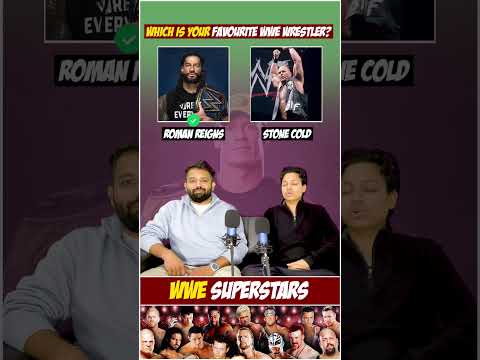 WHICH IS YOUR FAVOURITE WWE WRESTLER?
ROMAN REIGNS
STONE COLD
WWE SUPERSTARS